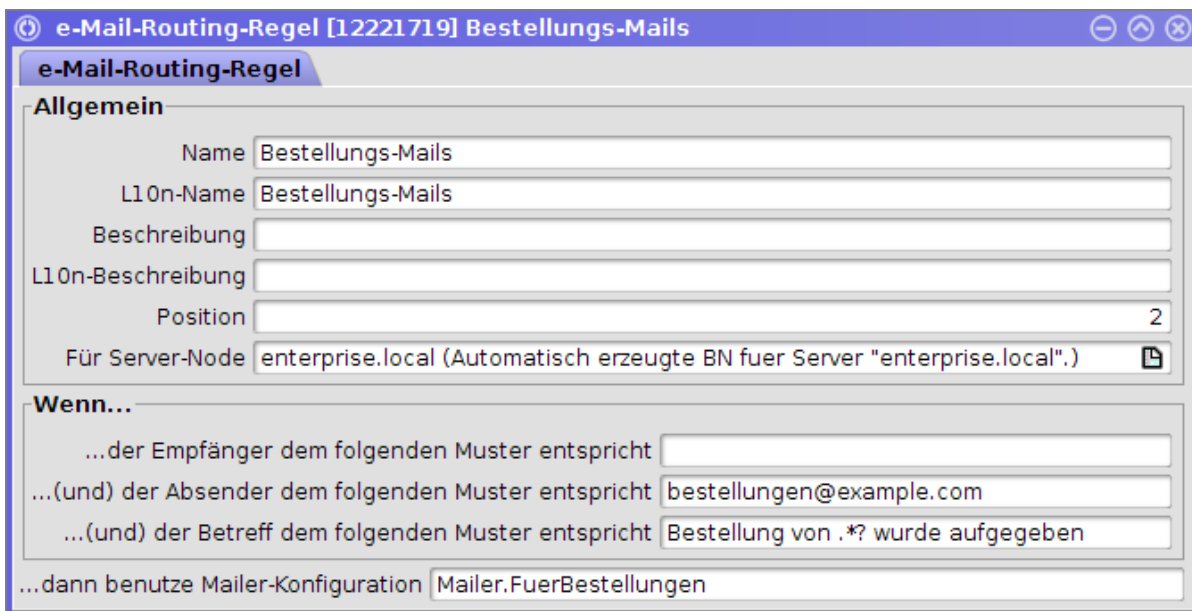 e-Mail-Routing-Regel [12221719] Bestellungs-Mails
e-Mail-Routing-Regel
Allgemein
Name Bestellungs-Mails
L10n-Name Bestellungs-Mails
Beschreibung
L10n-Beschreibung
Position 2
Für Server-Node enterprise.local (Automatisch erzeugte BN fuer Server "enterprise.local".)
Wenn...
...der Empfänger dem folgenden Muster entspricht
...(und) der Absender dem folgenden Muster entspricht bestellungen@example.com
...(und) der Betreff dem folgenden Muster entspricht Bestellung von .*? wurde aufgegeben
...dann benutze Mailer-Konfiguration Mailer.FuerBestellungen